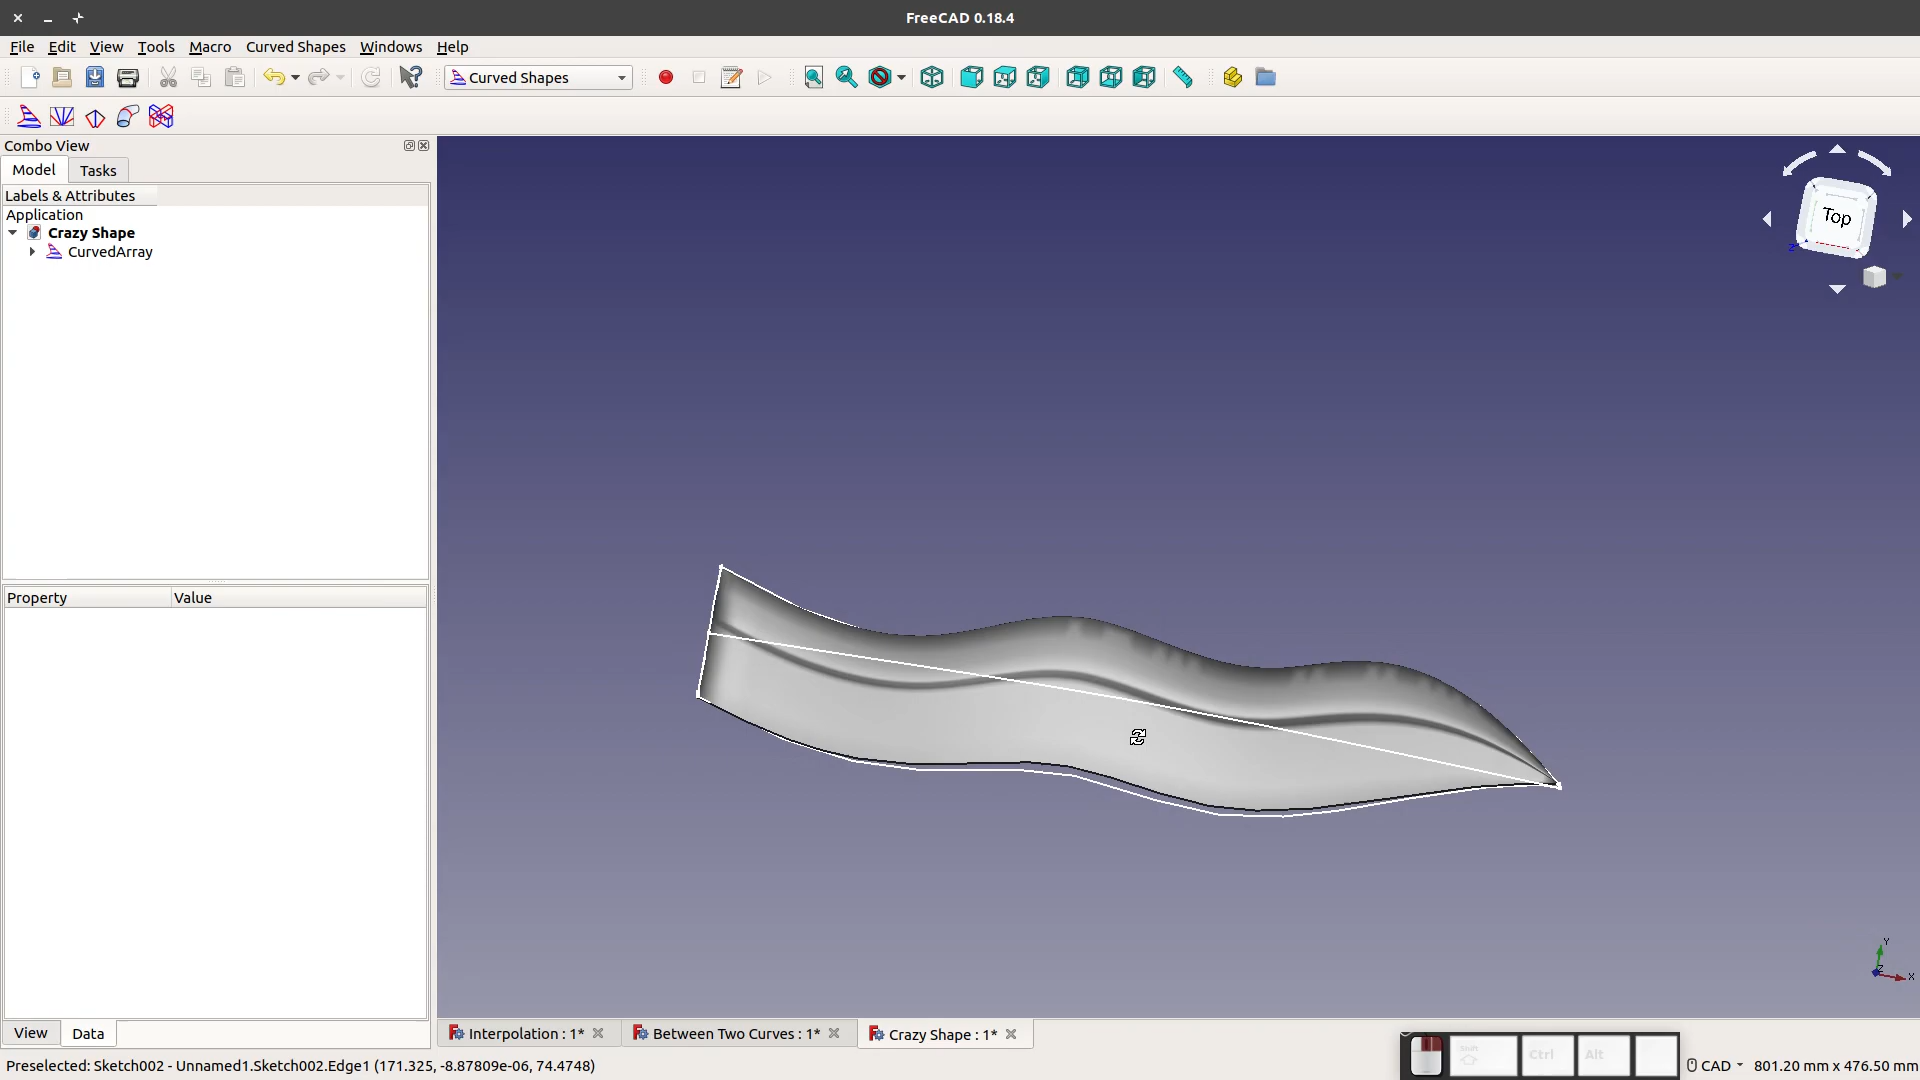 FreeCAD 0.18.4
File Edit View Tools Macro Curved Shapes Windows Help
Curved Shapes
Combo View
Model Tasks
Labels & Attributes
Application
Crazy Shape
CurvedArray
Top
Property Value
Y
Z
X
View Data
Interpolation : 1* Between Two Curves : 1* Crazy Shape : 1*
Shift Ctrl Alt
CAD 801.20 mm x 476.50 mm
Preselected: Sketch002 - Unnamed1.Sketch002.Edge1 (171.325, -8.87809e-06, 74.4748)